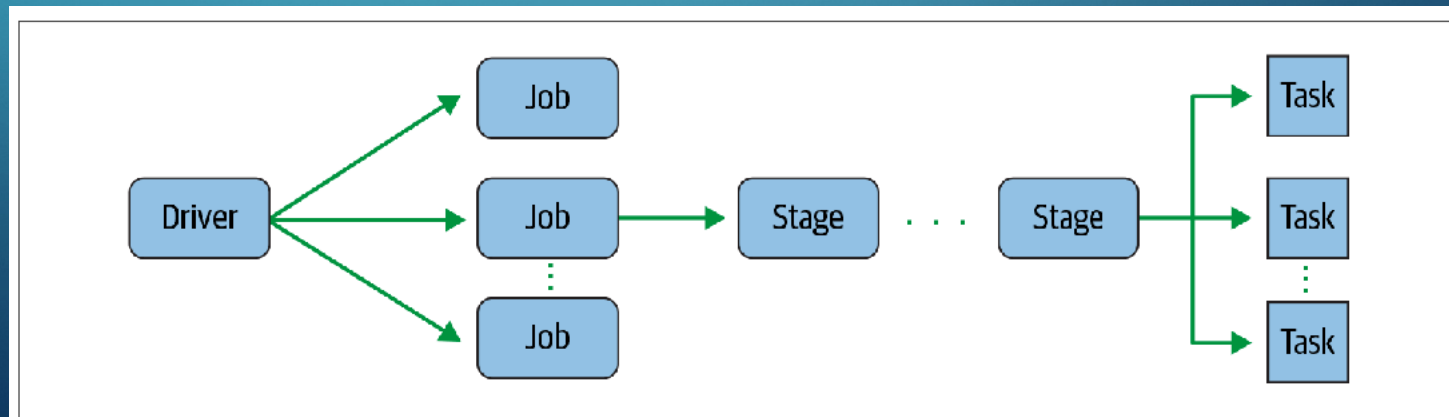 Job
Task
Driver
Job
Stage
. . .
Stage
Task
Job
Task